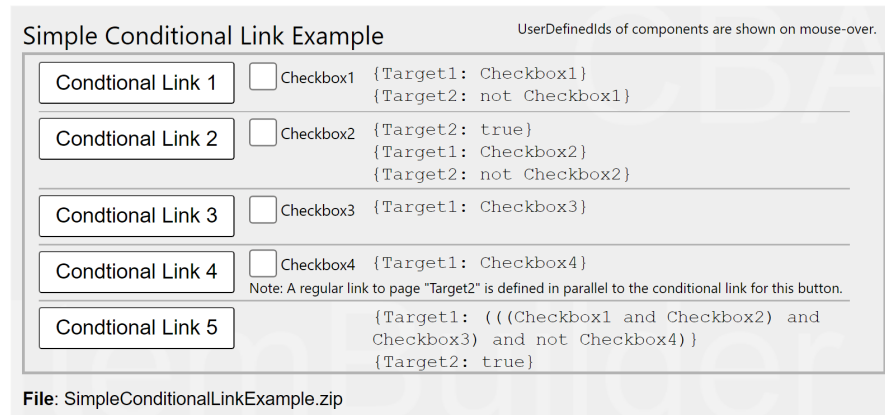 Simple Conditional Link Example
UserDefinedIds of components are shown on mouse-over.
Condtional Link 1
Checkbox1
{Target1: Checkbox1}
{Target2: not Checkbox1}
Condtional Link 2
Checkbox2
{Target2: true}
{Target1: Checkbox2}
{Target2: not Checkbox2}
Condtional Link 3
Checkbox3
{Target1: Checkbox3}
Condtional Link 4
Checkbox4
{Target1: Checkbox4}
Note: A regular link to page "Target2" is defined in parallel to the conditional link for this button.
Condtional Link 5
{Target1: (((Checkbox1 and Checkbox2) and
Checkbox3) and not Checkbox4)}
{Target2: true}
CBA
ItemBuilder
File: SimpleConditionalLinkExample.zip